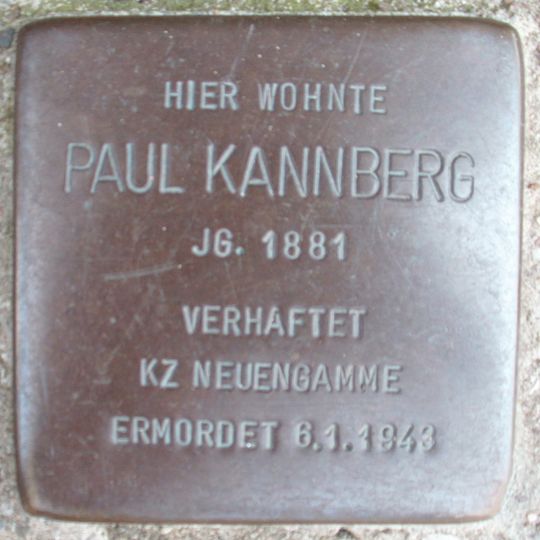 HIER WOHNTE
PAUL KANNBERG
JG. 1881
VERHAFTET
KZ NEUENGAMME
ERMORDET 6.1.1943